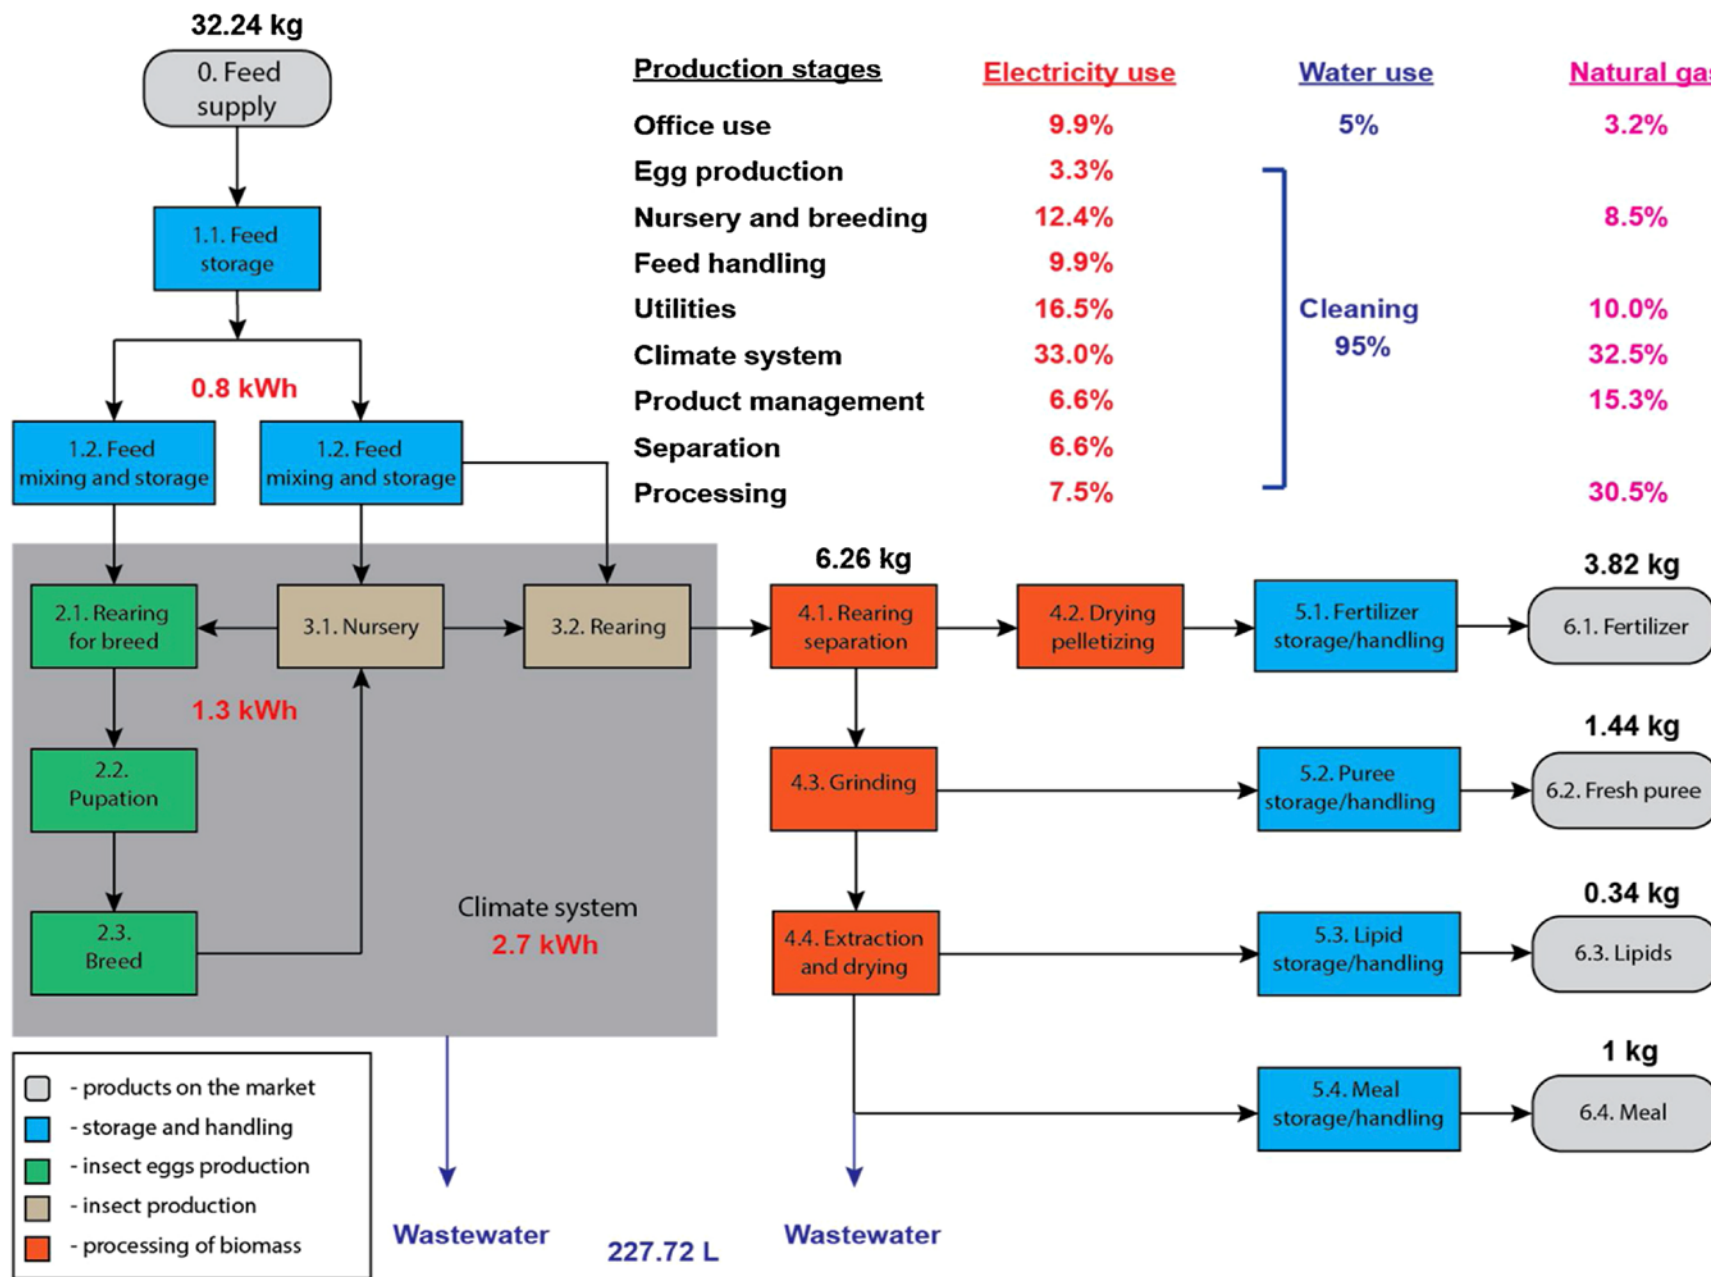 32.24 kg
0. Feed
supply
Production stages Electricity use Water use Natural gas
Office use 9.9% 5% 3.2%
Egg production 3.3%
Nursery and breeding 12.4% 8.5%
Feed handling 9.9%
Utilities 16.5% Cleaning 10.0%
Climate system 33.0% 95% 32.5%
Product management 6.6% 15.3%
Separation 6.6%
Processing 7.5% 30.5%
1.1. Feed
storage
0.8 kWh
1.2. Feed
mixing and storage
1.2. Feed
mixing and storage
2.1. Rearing
for breed
3.1. Nursery
3.2. Rearing
6.26 kg
4.1. Rearing
separation
4.2. Drying
pelletizing
5.1. Fertilizer
storage/handling
3.82 kg
6.1. Fertilizer
1.3 kWh
2.2.
Pupation
4.3. Grinding
5.2. Puree
storage/handling
1.44 kg
6.2. Fresh puree
2.3.
Breed
Climate system
2.7 kWh
4.4. Extraction
and drying
5.3. Lipid
storage/handling
0.34 kg
6.3. Lipids
5.4. Meal
storage/handling
1 kg
6.4. Meal
- products on the market
- storage and handling
- insect eggs production
- insect production
- processing of biomass
Wastewater
227.72 L
Wastewater